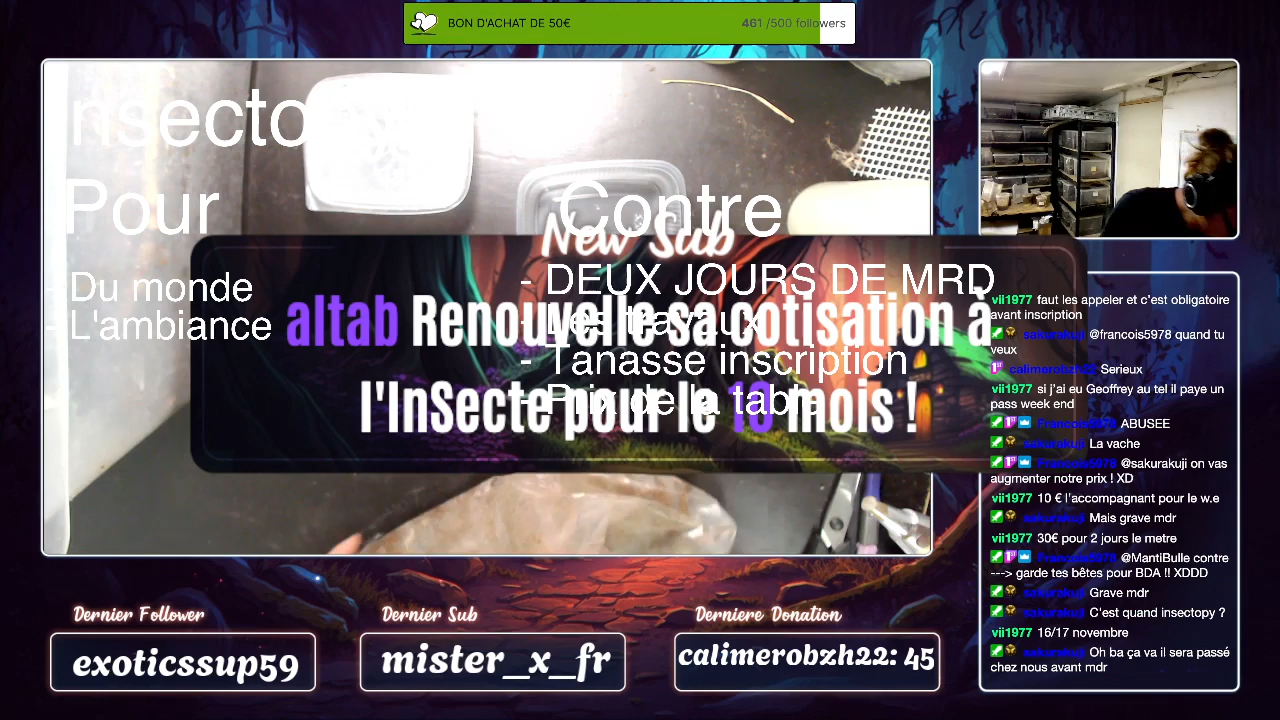 BON D'ACHAT DE 50€
461 /500 followers
nsecto
Pour
Contre
New Sub
- Du monde
- L'ambiance
- DEUX JOURS DE MRD
- Les travaux
- Tanasse inscription
- Prix de la table
altab Renouvelle sa cotisation à
l'InSecte pour le 10 mois !
vii1977 faut les appeler et c'est obligatoire
avant inscription
sakurakuji @francois5978 quand tu
veux
calimerobzh22 Serieux
vii1977 si j'ai eu Geoffrey au tel il paye un
pass week end
Francois5978 ABUSEE
sakurakuji La vache
Francois5978 @sakurakuji on vas
augmenter notre prix ! XD
vii1977 10 € l'accompagnant pour le w.e
sakurakuji Mais grave mdr
vii1977 30€ pour 2 jours le metre
Francois5978 @MantiBulle contre
---> garde tes bêtes pour BDA !! XDDD
sakurakuji Grave mdr
sakurakuji C'est quand insectopy ?
vii1977 16/17 novembre
sakurakuji Oh ba ça va il sera passé
chez nous avant mdr
Dernier Follower
exoticssup59
Dernier Sub
mister_x_fr
Derniere Donation
calimerobzh22: 45